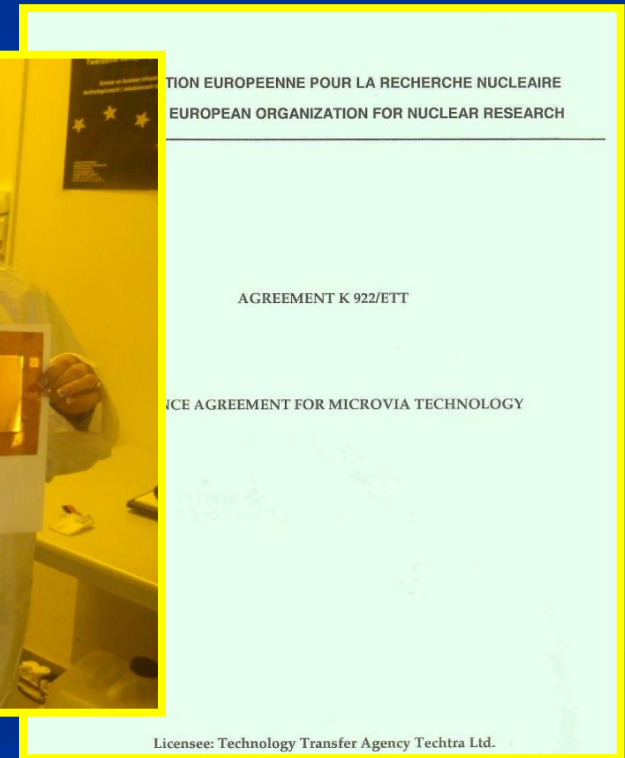 TION EUROPEENNE POUR LA RECHERCHE NUCLEAIRE
EUROPEAN ORGANIZATION FOR NUCLEAR RESEARCH
AGREEMENT K 922/ETT
NCE AGREEMENT FOR MICROVIA TECHNOLOGY
Licensee: Technology Transfer Agency Techtra Ltd.